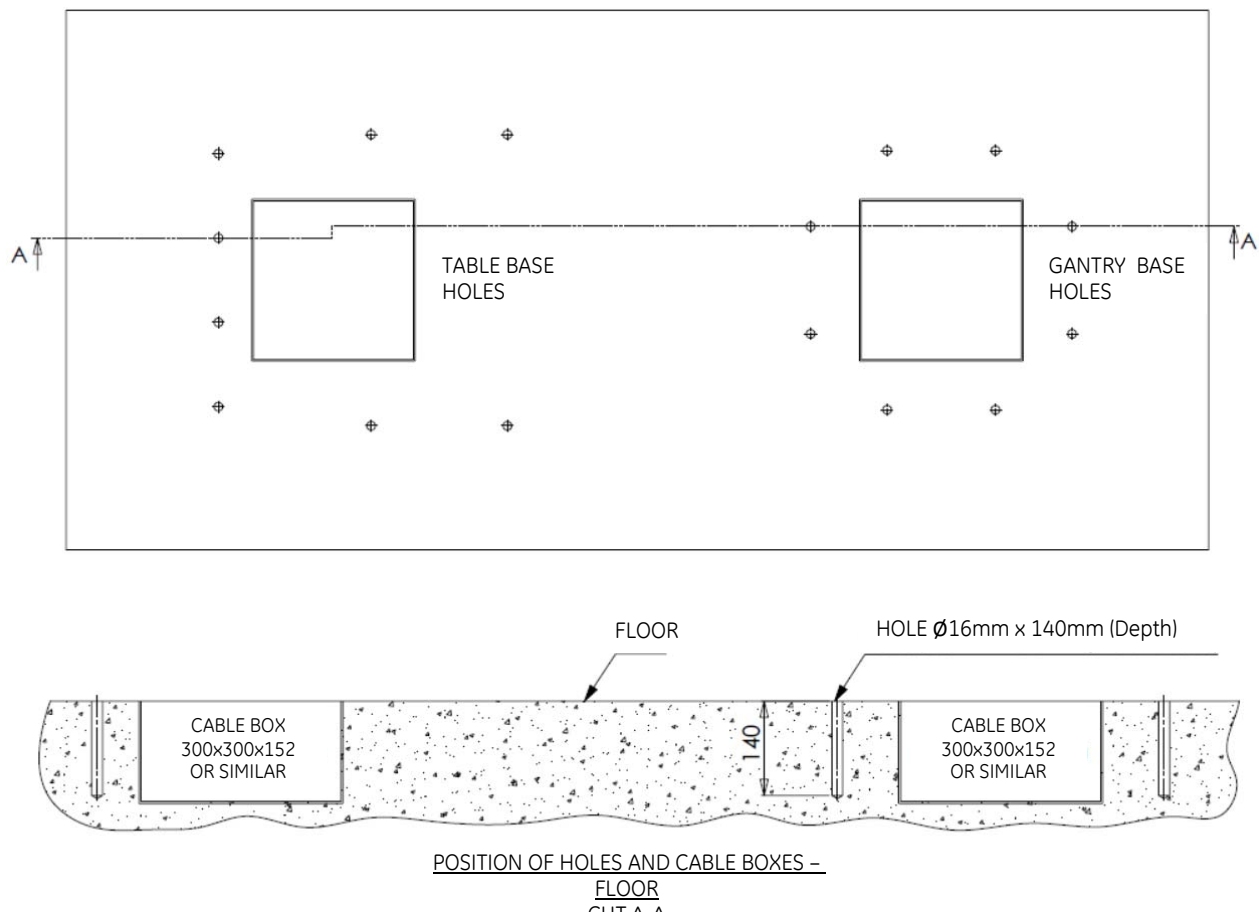 A
TABLE BASE
HOLES
GANTRY BASE
HOLES
A
FLOOR
HOLE Ø16mm x 140mm (Depth)
CABLE BOX
300x300x152
OR SIMILAR
140
CABLE BOX
300x300x152
OR SIMILAR
POSITION OF HOLES AND CABLE BOXES –
FLOOR
CUT A-A